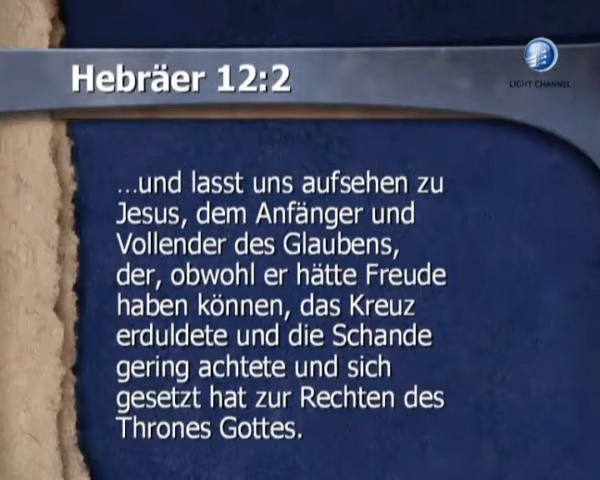 Hebräer 12:2
LIGHT CHANNEL
...und lasst uns aufsehen zu
Jesus, dem Anfänger und
Vollender des Glaubens,
der, obwohl er hätte Freude
haben können, das Kreuz
erduldete und die Schande
gering achtete und sich
gesetzt hat zur Rechten des
Thrones Gottes.